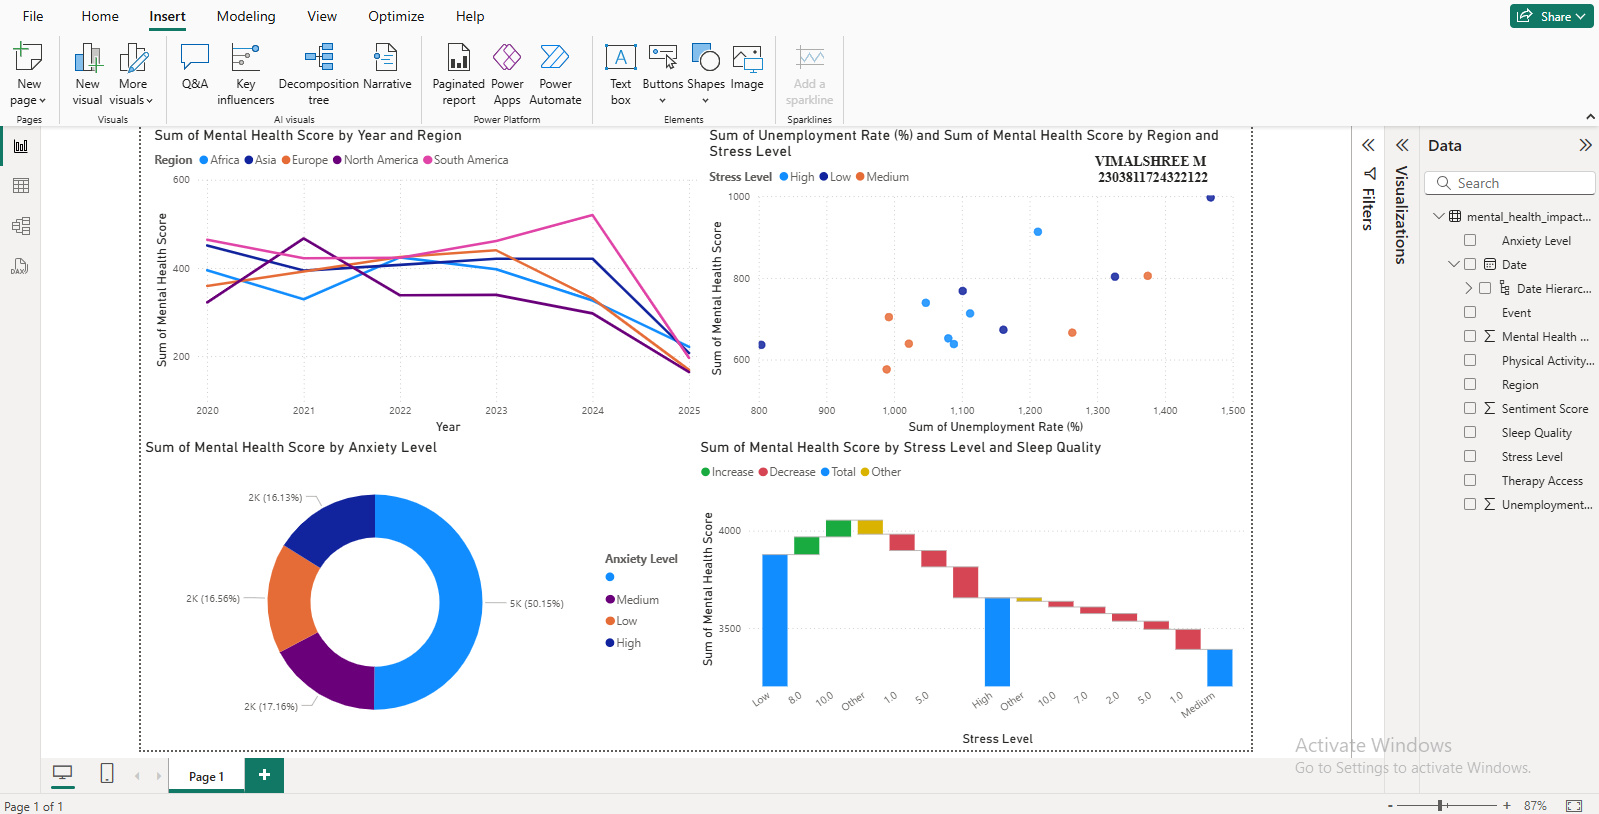 File Home Insert Modeling View Optimize Help Share
New page
New visual
More visuals
Q&A
Key influencers
Decomposition tree
Narrative
Paginated report
Power Apps
Power Automate
Text box
Buttons
Shapes
Image
Add a sparkline
Pages Visuals AI visuals Power Platform Elements Sparklines
Sum of Mental Health Score by Year and Region
Region Africa Asia Europe North America South America
Sum of Mental Health Score
600
400
200
2020 2021 2022 2023 2024 2025
Year
Sum of Unemployment Rate (%) and Sum of Mental Health Score by Region and
Stress Level
VIMALSHREE M
2303811724322122
Stress Level High Low Medium
Sum of Mental Health Score
1000
800
600
800 900 1,000 1,100 1,200 1,300 1,400 1,500
Sum of Unemployment Rate (%)
Sum of Mental Health Score by Anxiety Level
2K (16.13%)
2K (16.56%)
5K (50.15%)
2K (17.16%)
Anxiety Level
Medium
Low
High
Sum of Mental Health Score by Stress Level and Sleep Quality
Increase Decrease Total Other
Sum of Mental Health Score
4000
3500
Low 8.0 10.0 Other 1.0 5.0 High Other 10.0 7.0 2.0 5.0 1.0 Medium
Stress Level
Filters
Visualizations
Data
Search
mental_health_impact...
Anxiety Level
Date
Date Hierarc...
Event
Mental Health ...
Physical Activity...
Region
Sentiment Score
Sleep Quality
Stress Level
Therapy Access
Unemployment...
Activate Windows
Go to Settings to activate Windows.
Page 1
Page 1 of 1
- + 87%